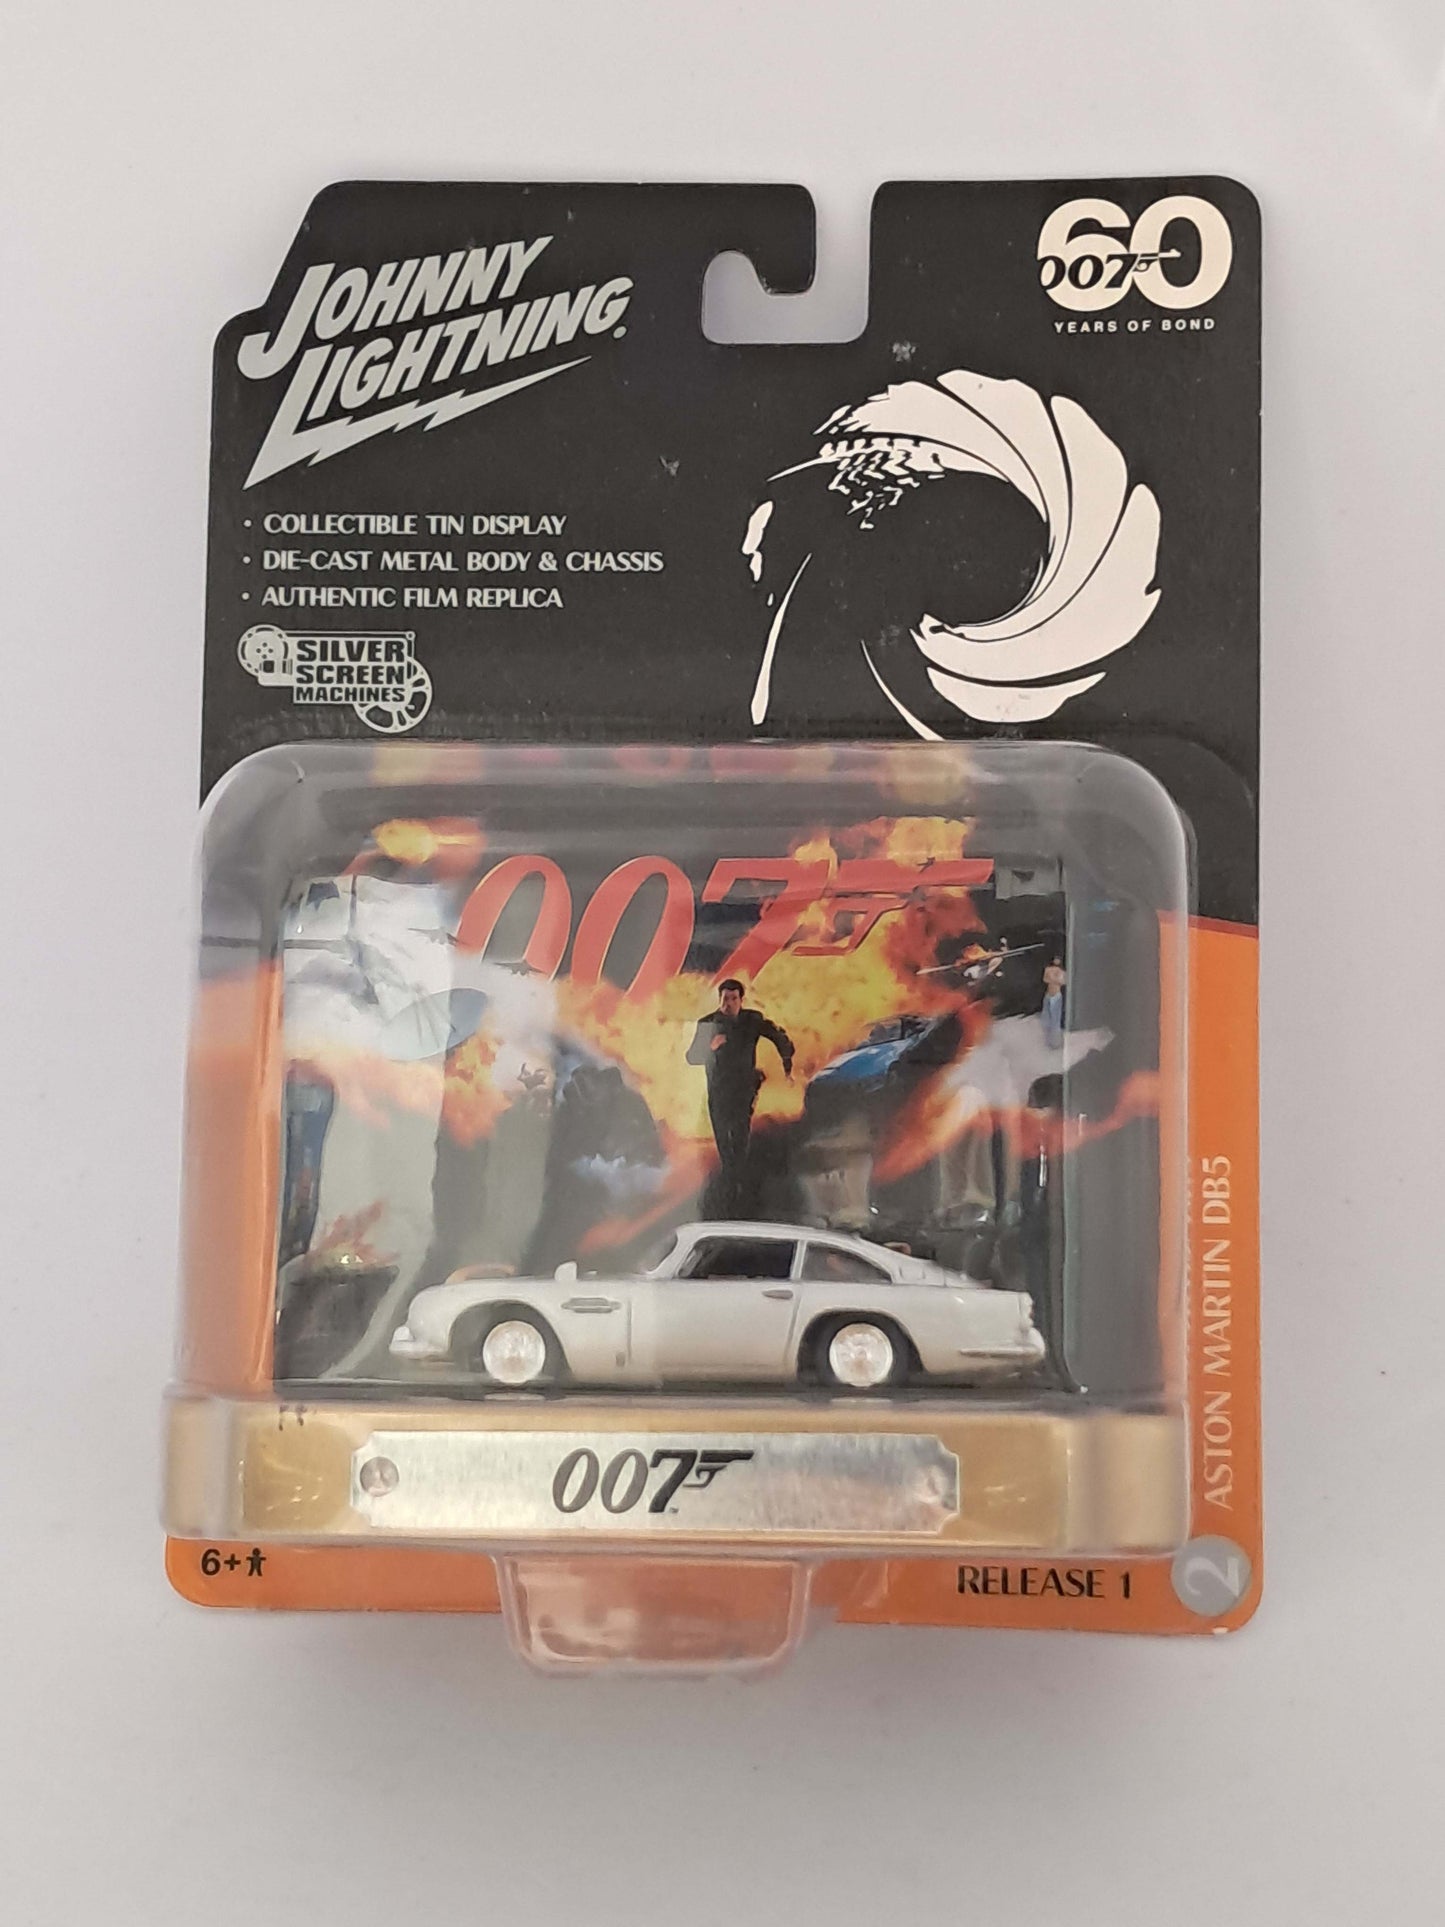 JOHNNY
LIGHTNING.
60
007
YEARS OF BOND
• COLLECTIBLE TIN DISPLAY
• DIE-CAST METAL BODY & CHASSIS
• AUTHENTIC FILM REPLICA
SILVER
SCREEN
MACHINES
007
ASTON MARTIN DB5
007
6+
RELEASE 1
2